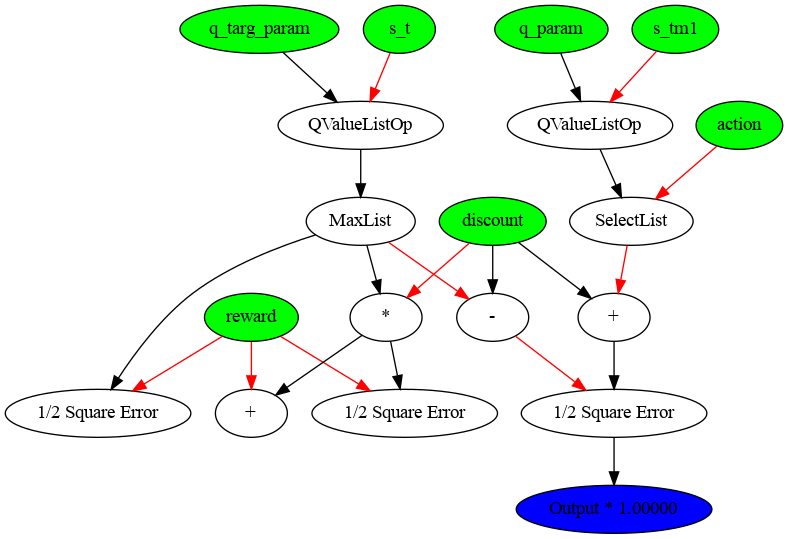 q_targ_param
s_t
q_param
s_tm1
QValueListOp
QValueListOp
action
MaxList
discount
SelectList
reward
*
-
+
1/2 Square Error
+
1/2 Square Error
1/2 Square Error
Output * 1.00000